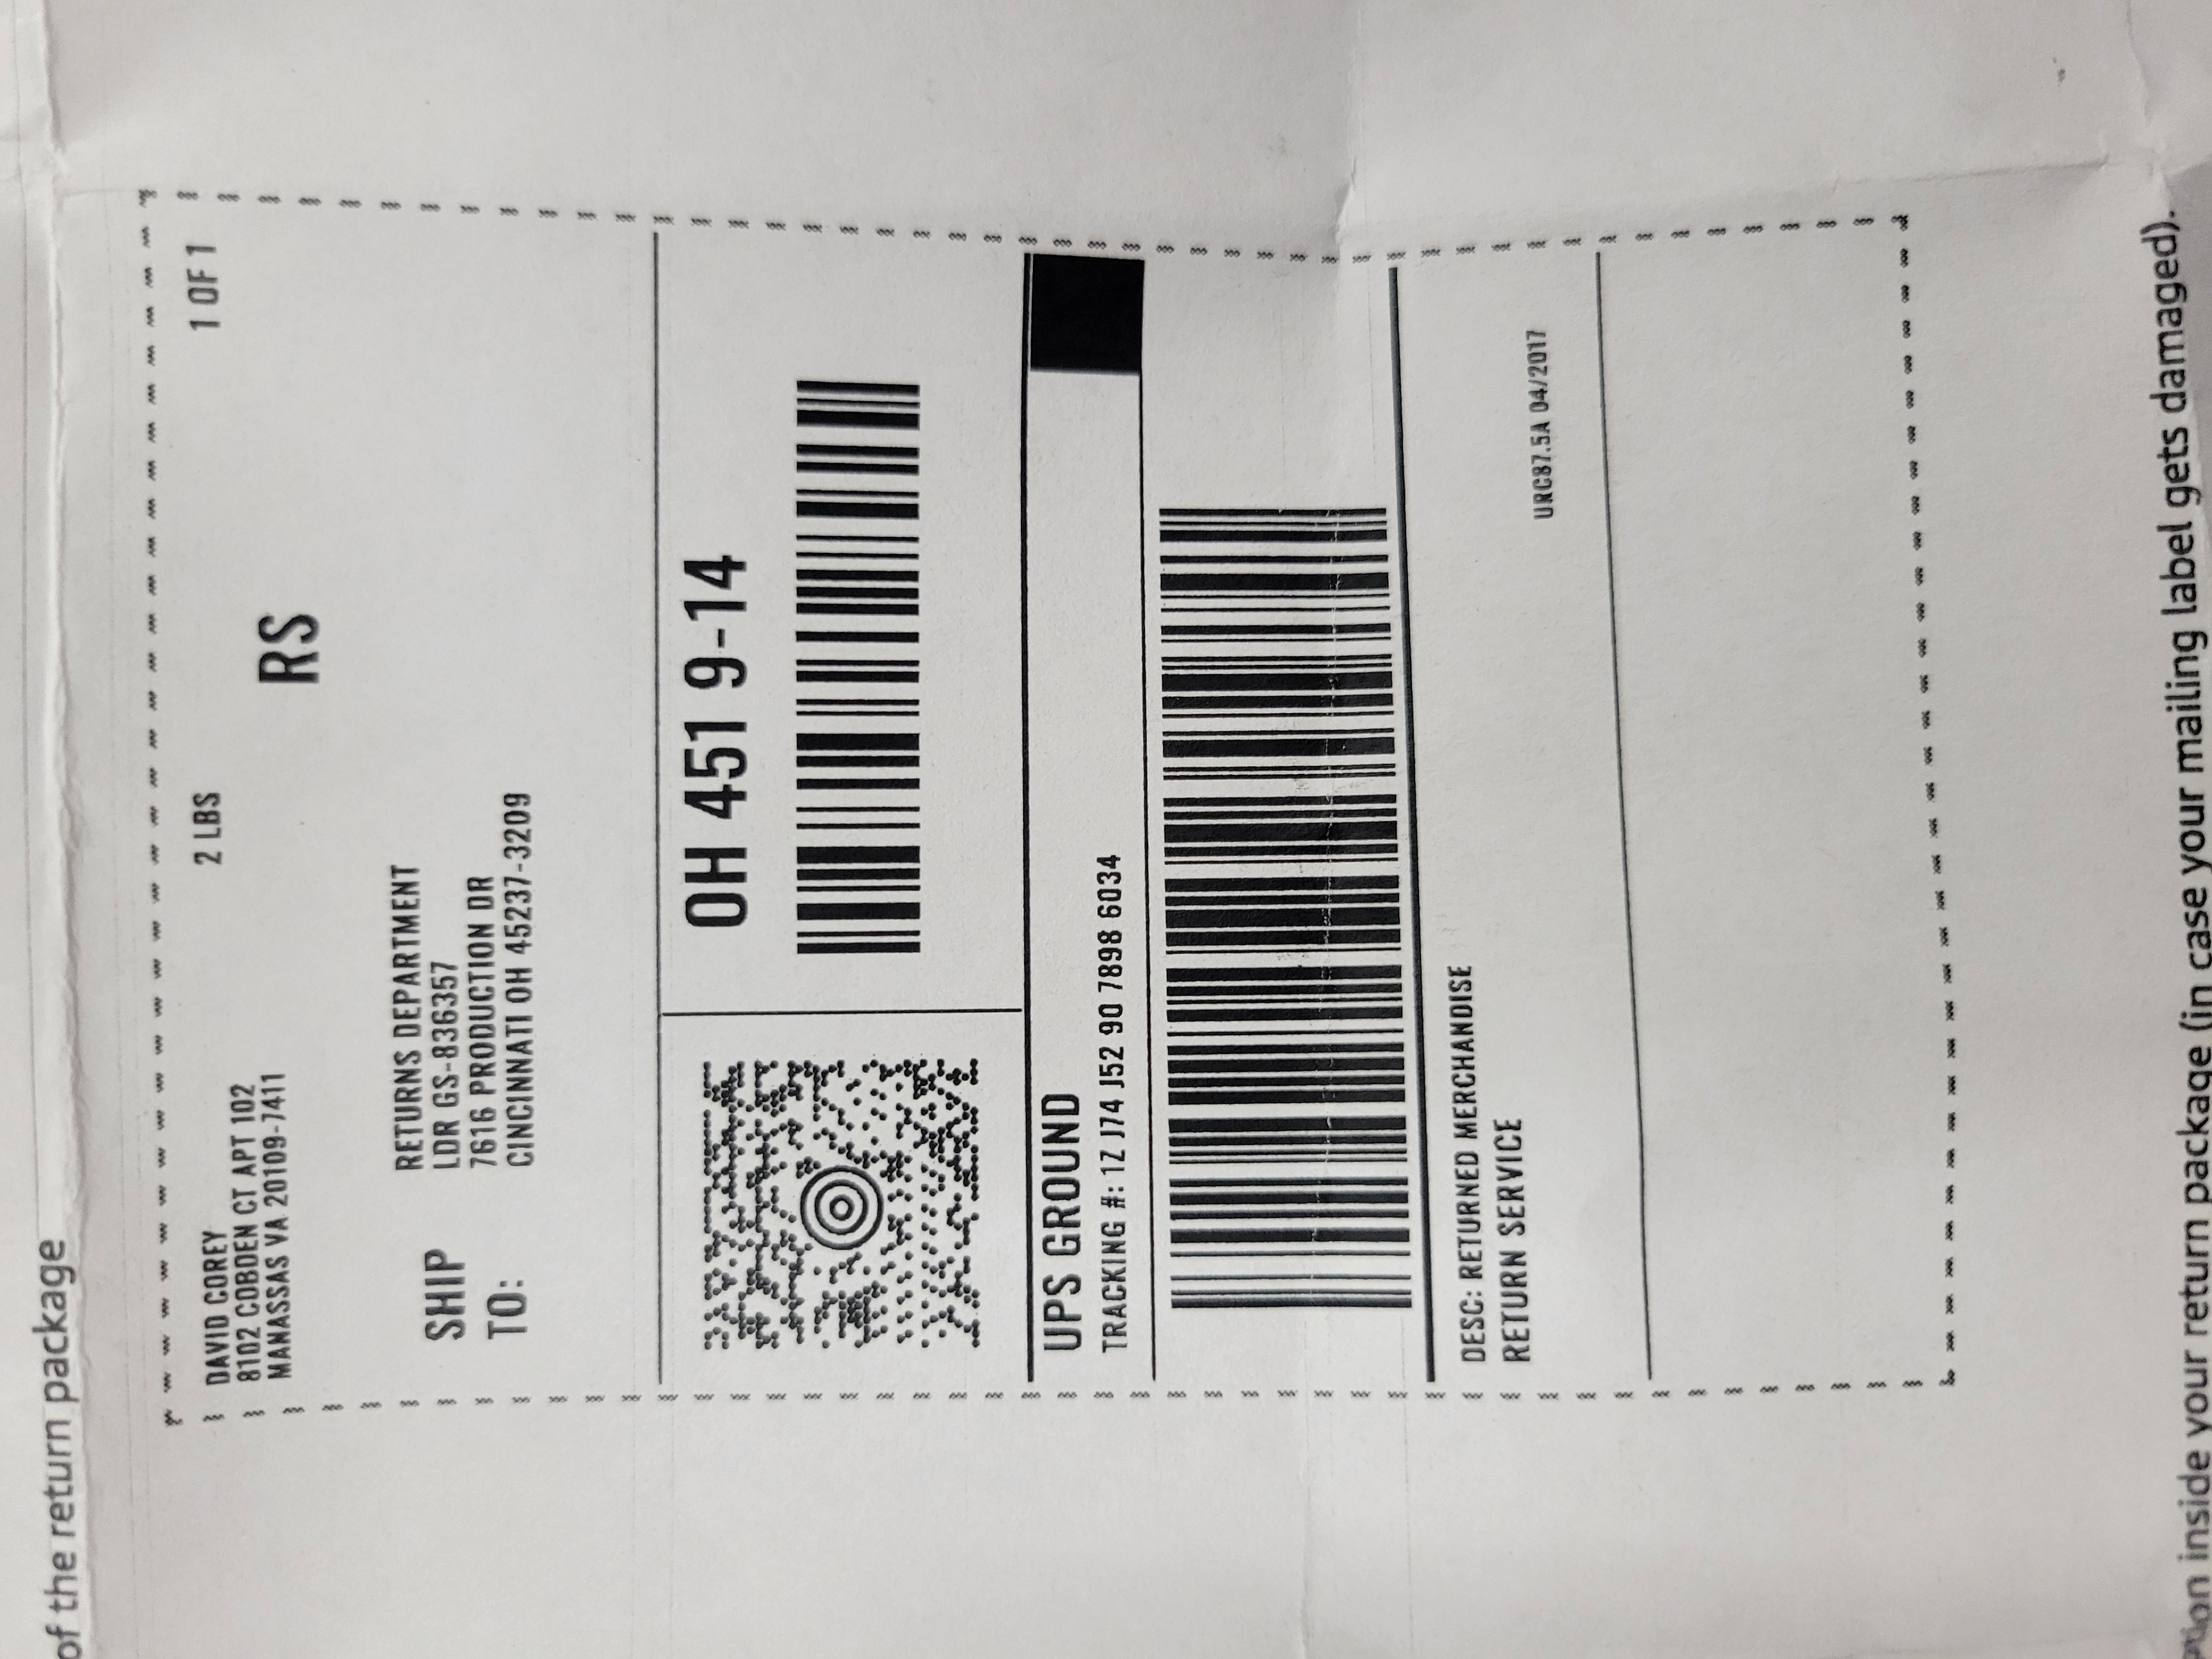 of the return package
DAVID COREY
8102 COBDEN CT APT 102
MANASSAS VA 20109-7411
2 LBS
1 OF 1
RS
SHIP
TO:
RETURNS DEPARTMENT
LDR GS-836357
7616 PRODUCTION DR
CINCINNATI OH 45237-3209
OH 451 9-14
UPS GROUND
TRACKING #: 1Z J74 J52 90 7898 6034
DESC: RETURNED MERCHANDISE
RETURN SERVICE
URC87.5A 04/2017
inside your return package (in case your mailing label gets damaged).